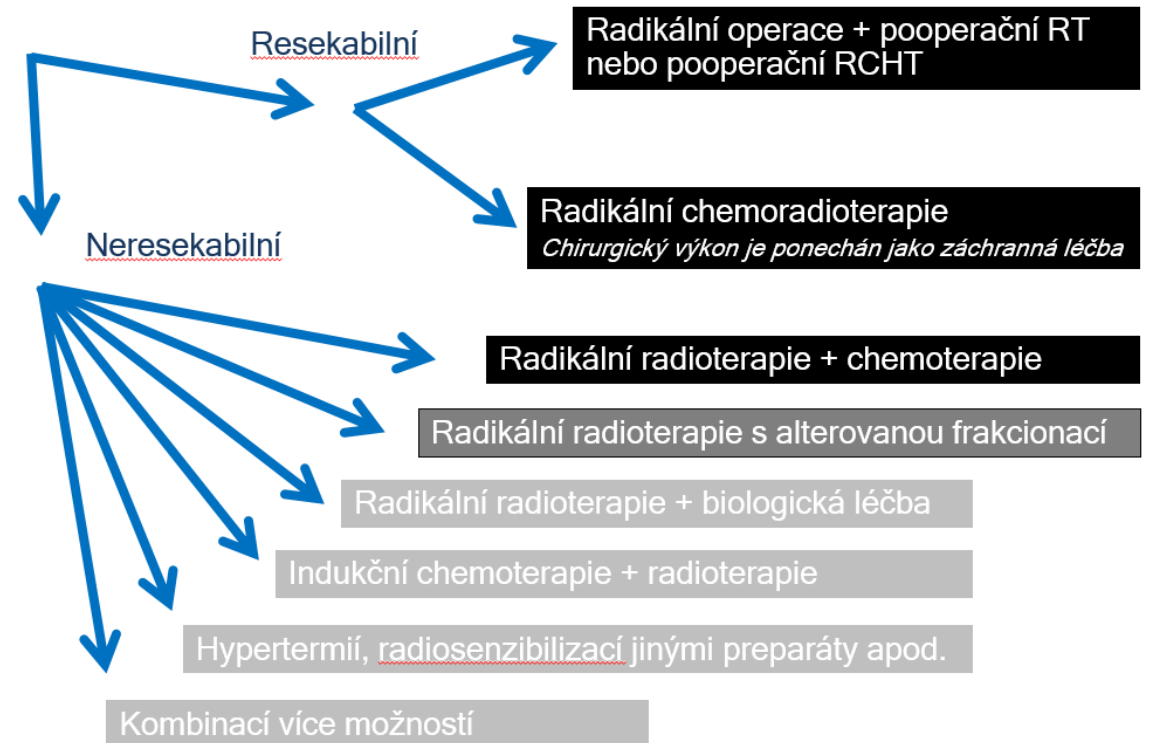 Resekabilní
Radikální operace + pooperační RT
nebo pooperační RCHT
Radikální chemoradioterapie
Chirurgický výkon je ponechán jako záchranná léčba
Neresekabilní
Radikální radioterapie + chemoterapie
Radikální radioterapie s alterovanou frakcionací
Radikální radioterapie + biologická léčba
Indukční chemoterapie + radioterapie
Hypertermií, radiosenzibilizací jinými preparáty apod.
Kombinací více možností